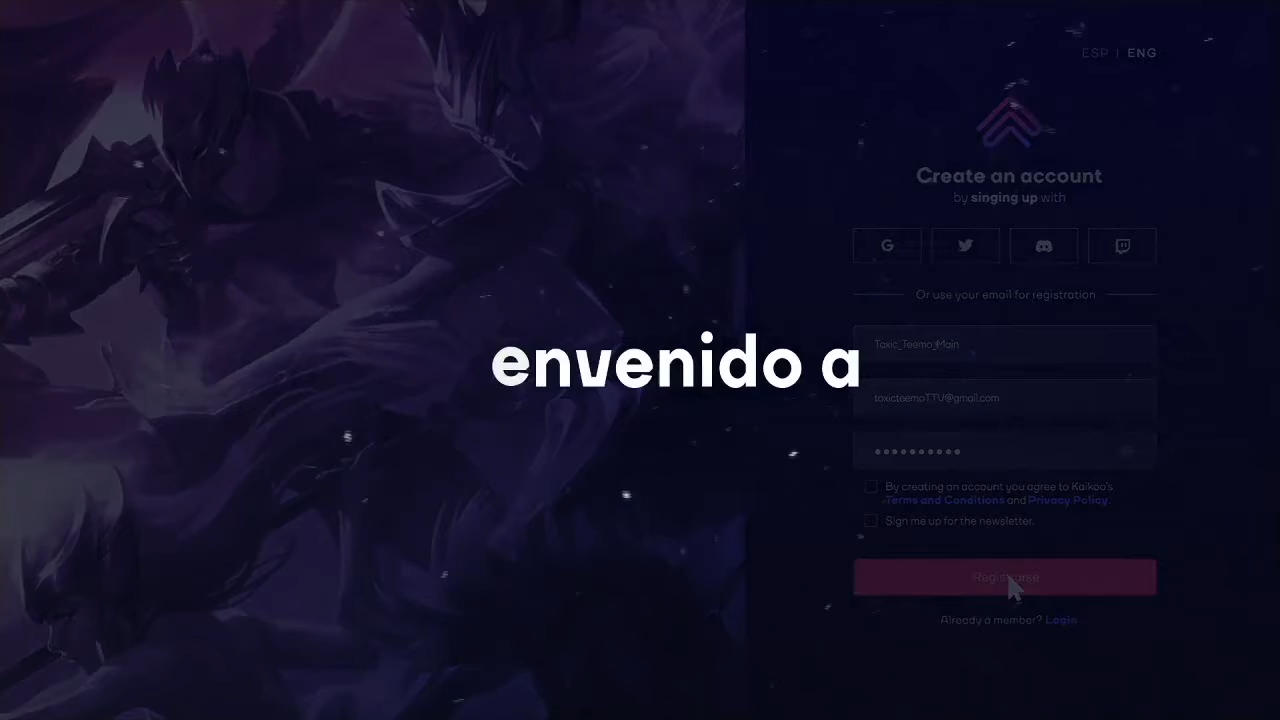 ESP | ENG
Create an account
by singing up with
Or use your email for registration
Toxic_Teemo_Main
envenido a
toxicteemoTTV@gmail.com
By creating an account you agree to Kaikoo's
Terms and Conditions and Privacy Policy.
Sign me up for the newsletter.
Registrarse
Already a member? Login